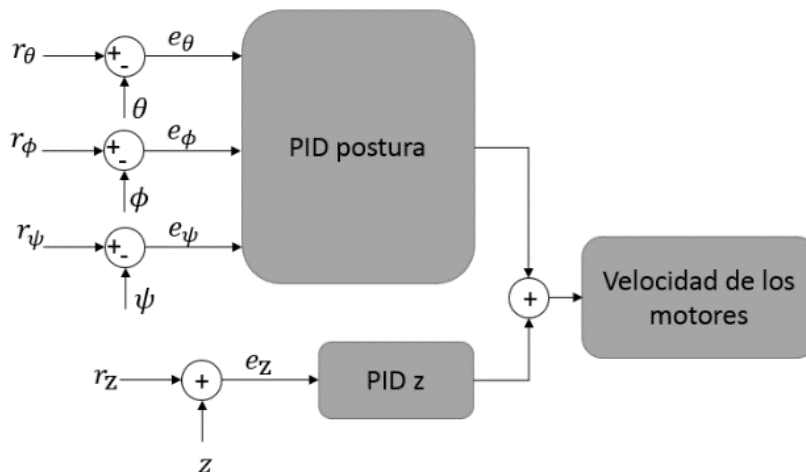 r_θ
+
-
e_θ
θ
r_ϕ
+
-
e_ϕ
ϕ
r_ψ
+
-
e_ψ
ψ
PID postura
+
Velocidad de los
motores
r_Z
+
e_Z
z
PID z